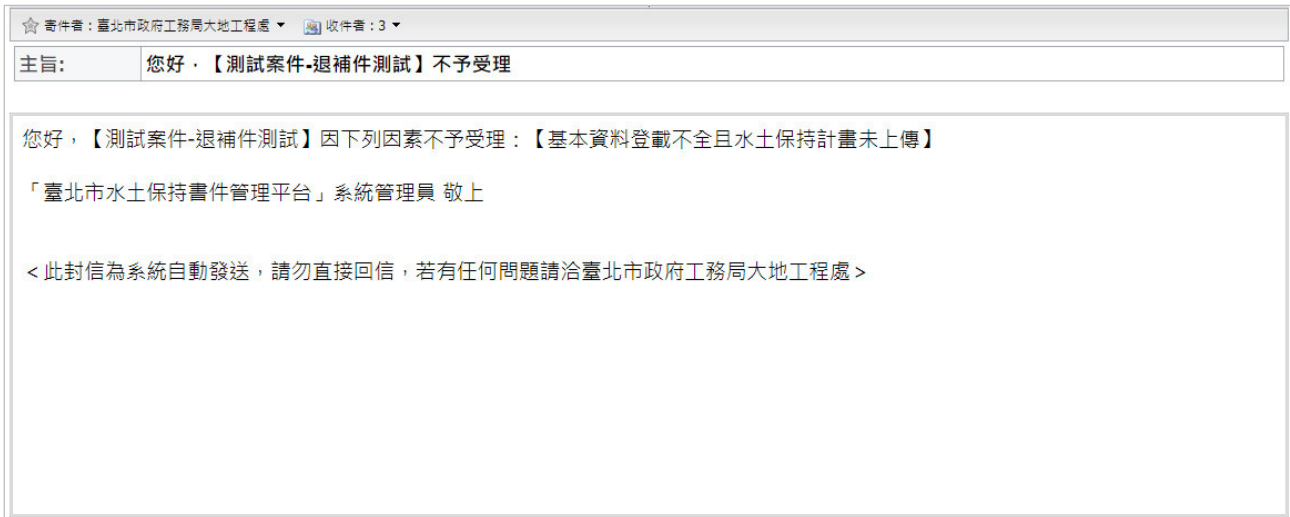 寄件者：臺北市政府工務局大地工程處 收件者：3
主旨: 您好，【測試案件-退補件測試】不予受理
您好，【測試案件-退補件測試】因下列因素不予受理：【基本資料登載不全且水土保持計畫未上傳】
「臺北市水土保持書件管理平台」系統管理員 敬上
<此封信為系統自動發送，請勿直接回信，若有任何問題請洽臺北市政府工務局大地工程處>